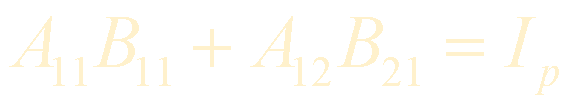 A₁₁B₁₁ + A₁₂B₂₁ = Iₚ